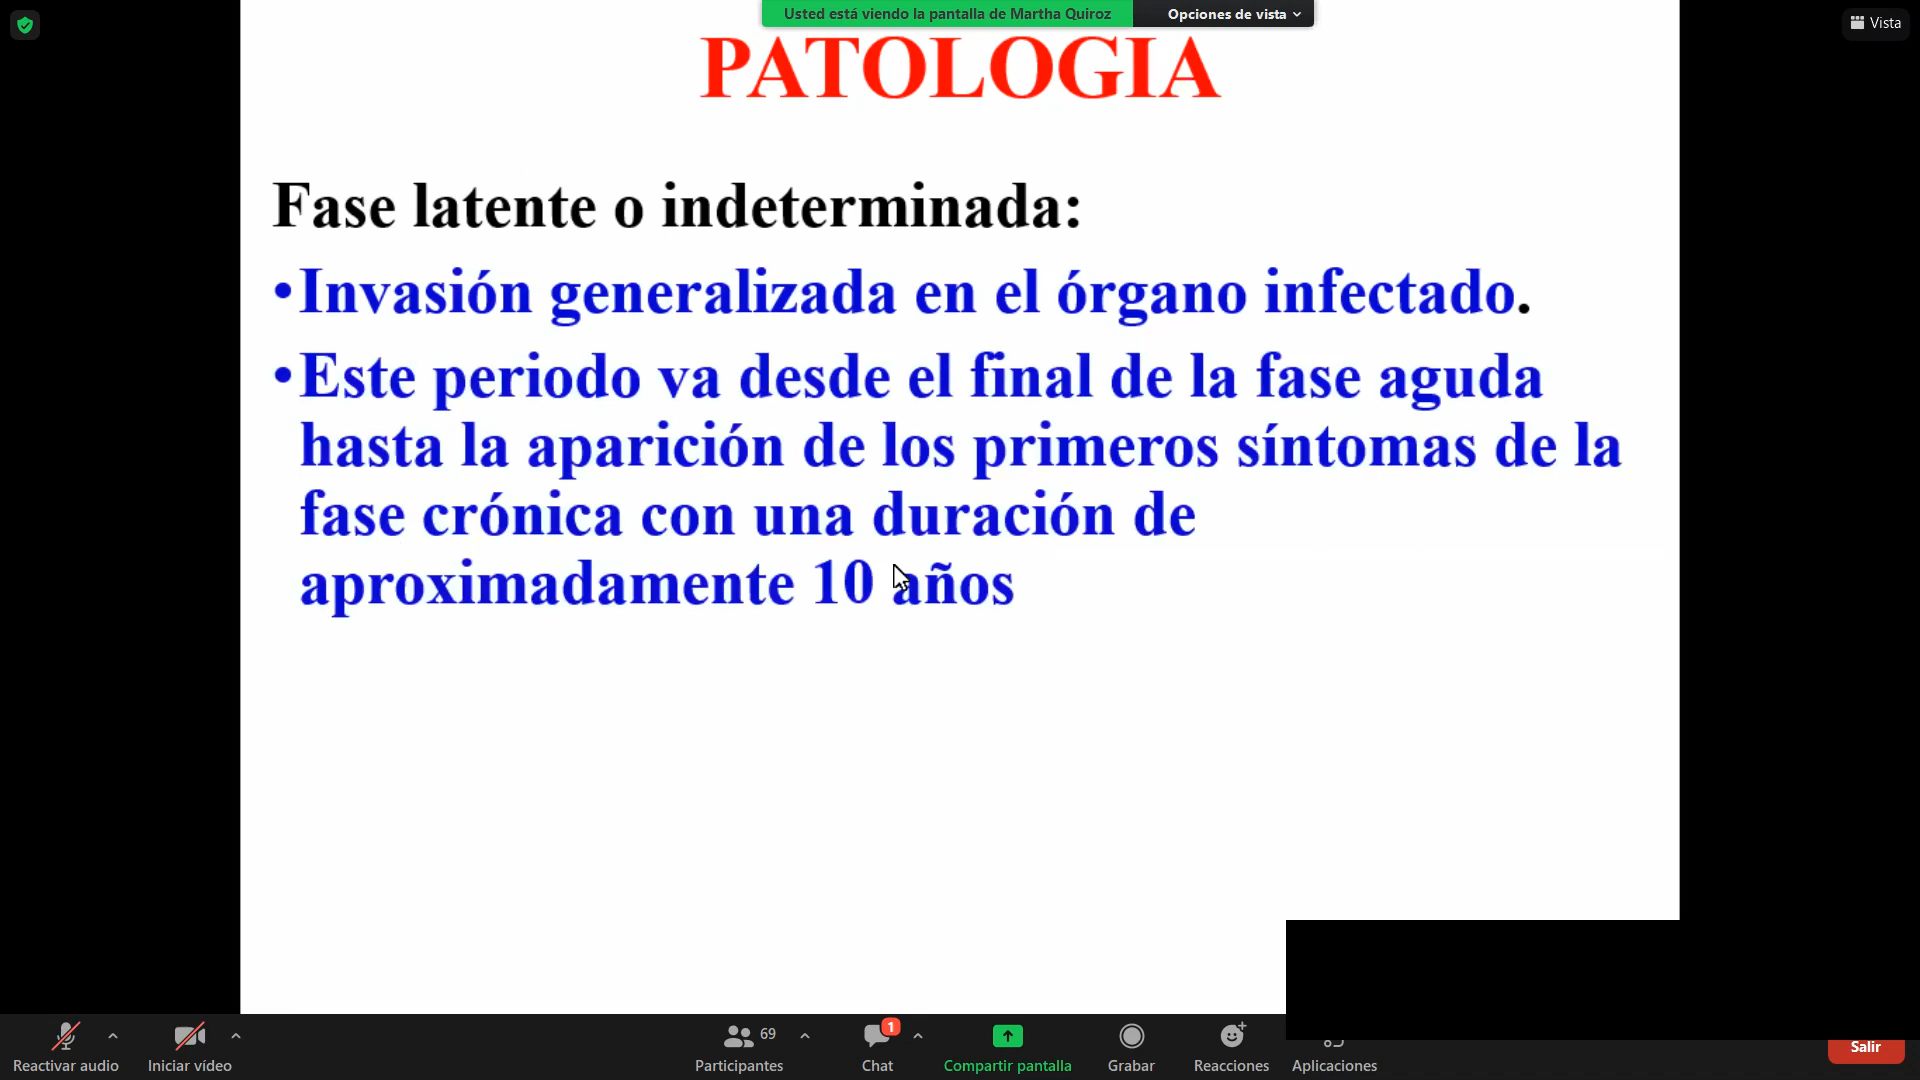 Usted está viendo la pantalla de Martha Quiroz
Opciones de vista
Vista
PATOLOGIA
Fase latente o indeterminada:
•Invasión generalizada en el órgano infectado.
•Este periodo va desde el final de la fase aguda
hasta la aparición de los primeros síntomas de la
fase crónica con una duración de
aproximadamente 10 años
69
1
Reactivar audio
Iniciar vídeo
Participantes
Chat
Compartir pantalla
Grabar
Reacciones
Aplicaciones
Salir